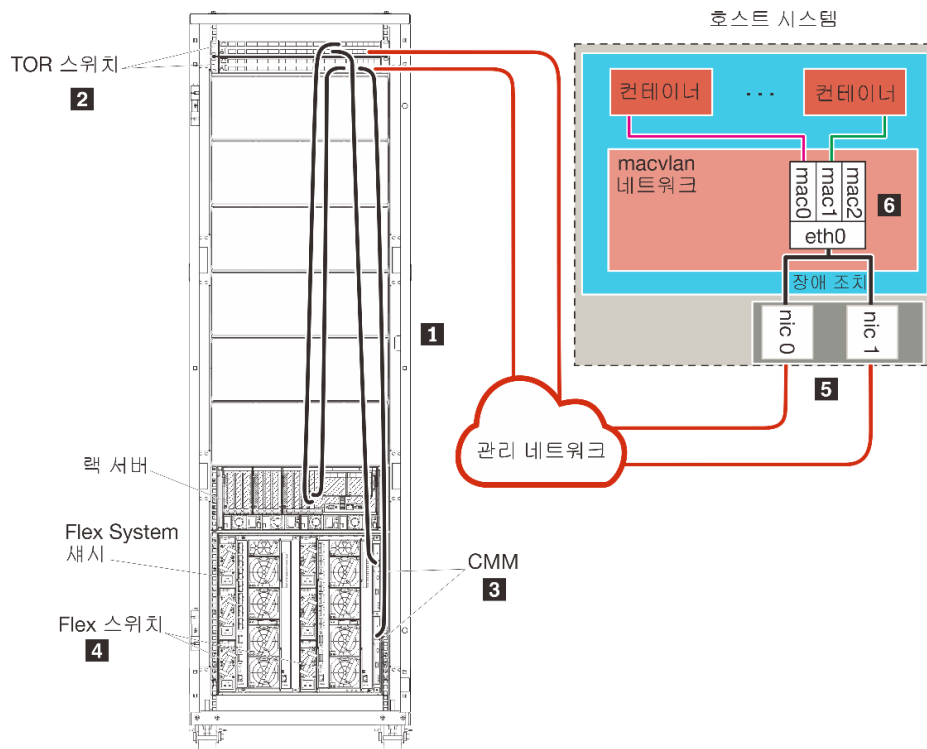 호스트 시스템
TOR 스위치
2
컨테이너
...
컨테이너
macvlan
네트워크
mac0
mac1
mac2
6
eth0
장애 조치
nic 0
nic 1
1
5
관리 네트워크
랙 서버
Flex System
섀시
CMM
3
Flex 스위치
4